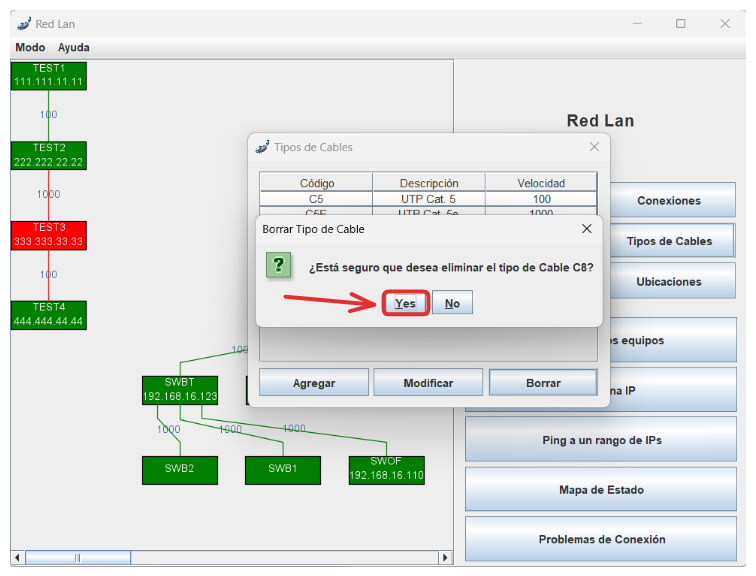 Red Lan
Modo Ayuda
TEST1
111.111.11.11
100
TEST2
222.222.22.22
1000
TEST3
333.333.33.33
100
TEST4
444.444.44.44
SWBT
192.168.16.123
1000
1000
1000
SWB2
SWB1
SWOF
192.168.16.110
Tipos de Cables
Código Descripción Velocidad
C5 UTP Cat. 5 100
C5E UTP Cat. 5e 1000
Borrar Tipo de Cable
¿Está seguro que desea eliminar el tipo de Cable C8?
Yes No
Agregar Modificar Borrar
Red Lan
Conexiones
Tipos de Cables
Ubicaciones
equipos
IP
Ping a un rango de IPs
Mapa de Estado
Problemas de Conexión